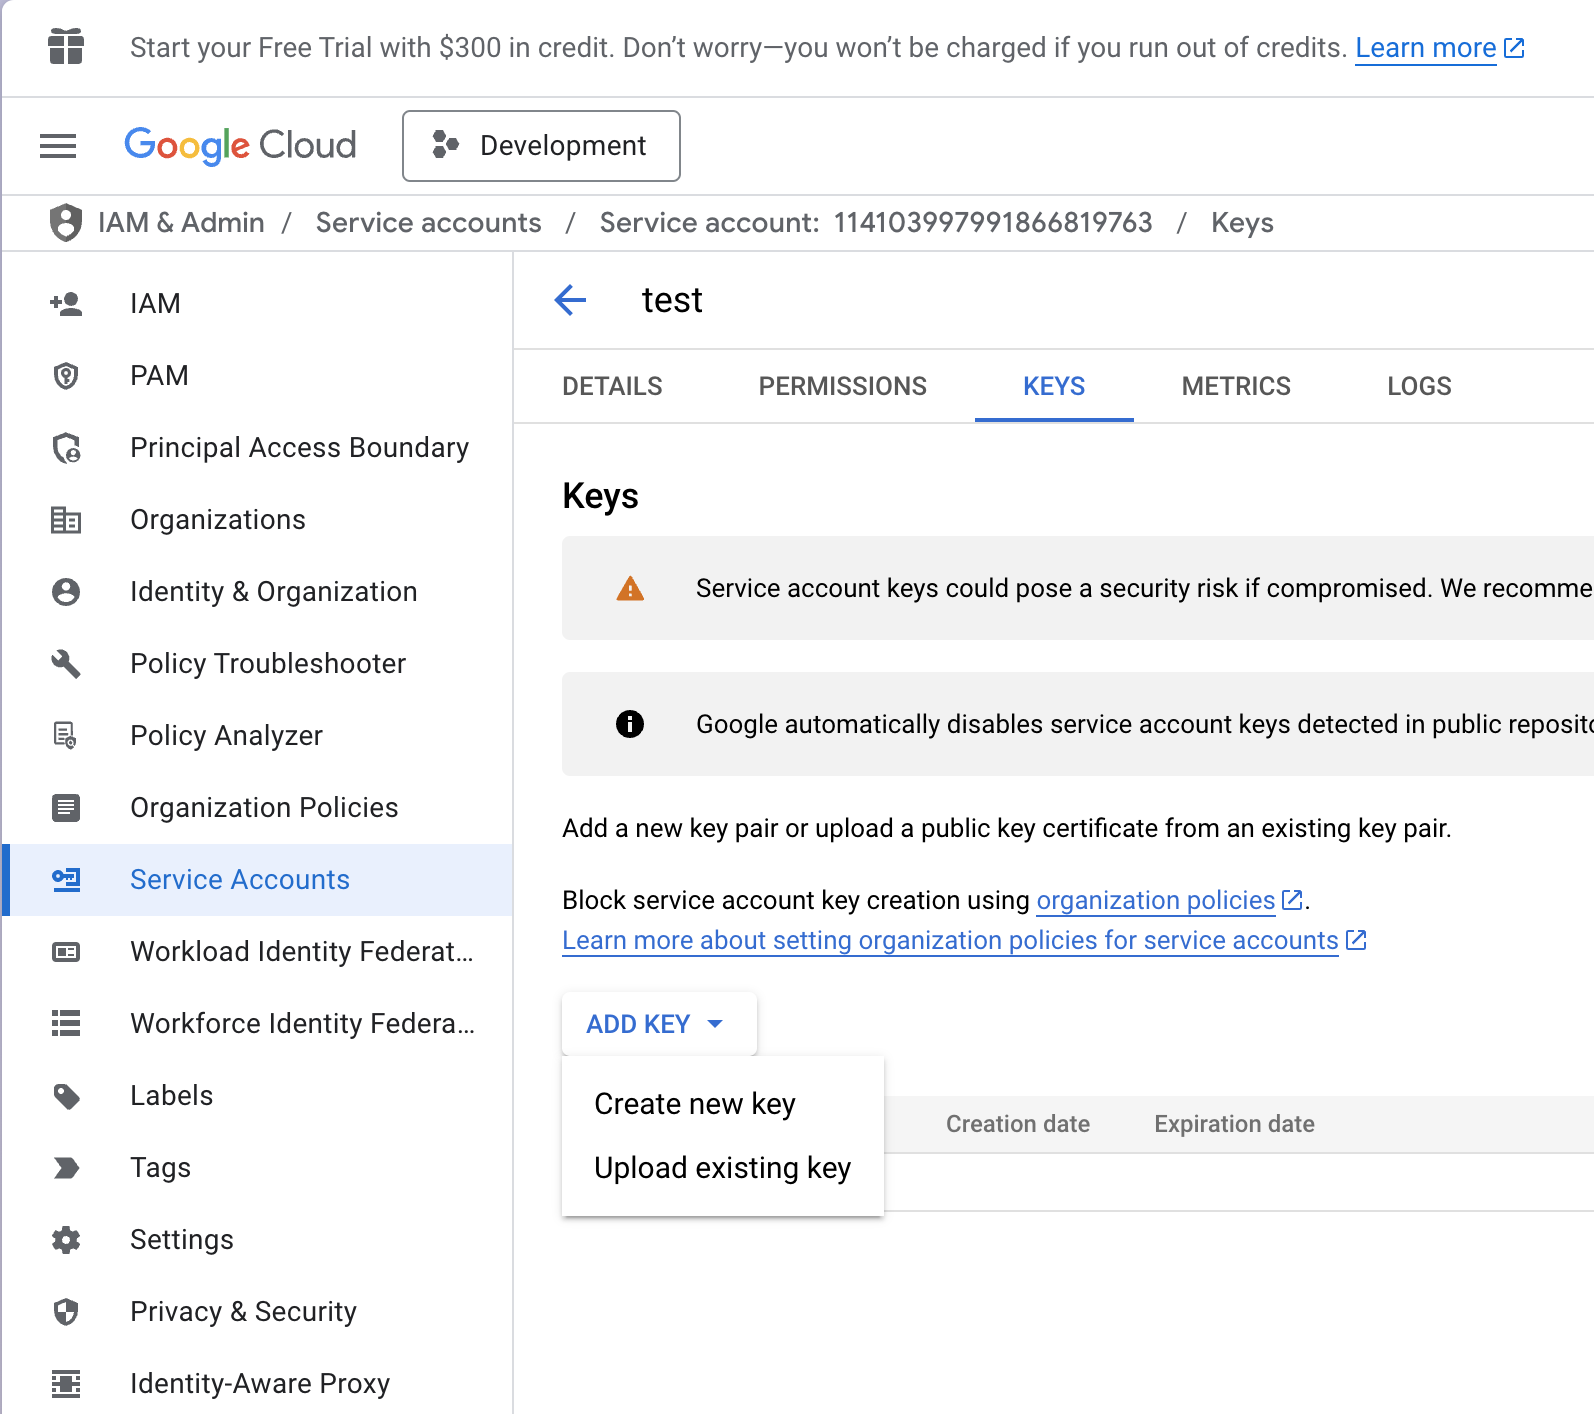 Start your Free Trial with $300 in credit. Don’t worry—you won’t be charged if you run out of credits. Learn more
Google Cloud
Development
IAM & Admin / Service accounts / Service account: 114103997991866819763 / Keys
IAM
PAM
Principal Access Boundary
Organizations
Identity & Organization
Policy Troubleshooter
Policy Analyzer
Organization Policies
Service Accounts
Workload Identity Federat...
Workforce Identity Federa...
Labels
Tags
Settings
Privacy & Security
Identity-Aware Proxy
test
DETAILS PERMISSIONS KEYS METRICS LOGS
Keys
Service account keys could pose a security risk if compromised. We recomme
Google automatically disables service account keys detected in public reposito
Add a new key pair or upload a public key certificate from an existing key pair.
Block service account key creation using organization policies.
Learn more about setting organization policies for service accounts
ADD KEY
Create new key
Upload existing key
Creation date Expiration date